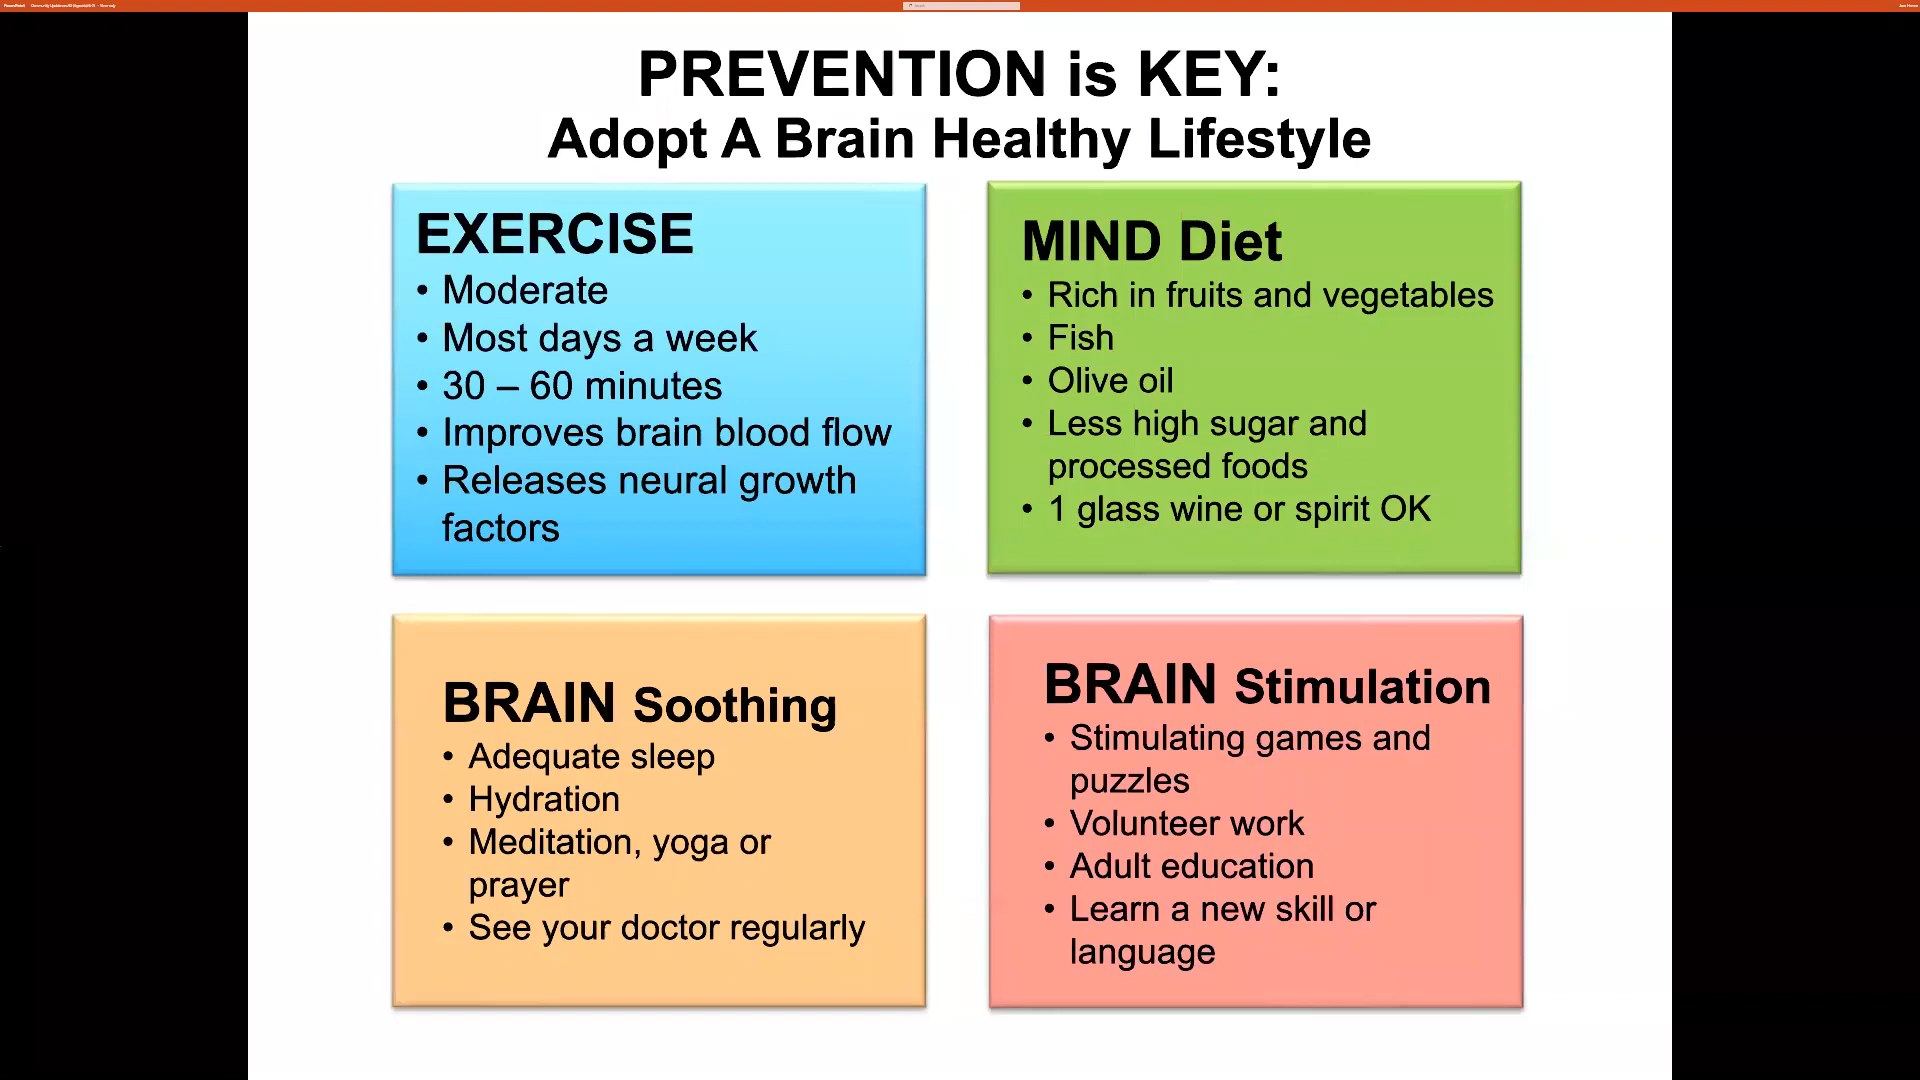 PREVENTION is KEY:
Adopt A Brain Healthy Lifestyle
EXERCISE
• Moderate
• Most days a week
• 30 – 60 minutes
• Improves brain blood flow
• Releases neural growth
factors
MIND Diet
• Rich in fruits and vegetables
• Fish
• Olive oil
• Less high sugar and
processed foods
• 1 glass wine or spirit OK
BRAIN Soothing
• Adequate sleep
• Hydration
• Meditation, yoga or
prayer
• See your doctor regularly
BRAIN Stimulation
• Stimulating games and
puzzles
• Volunteer work
• Adult education
• Learn a new skill or
language